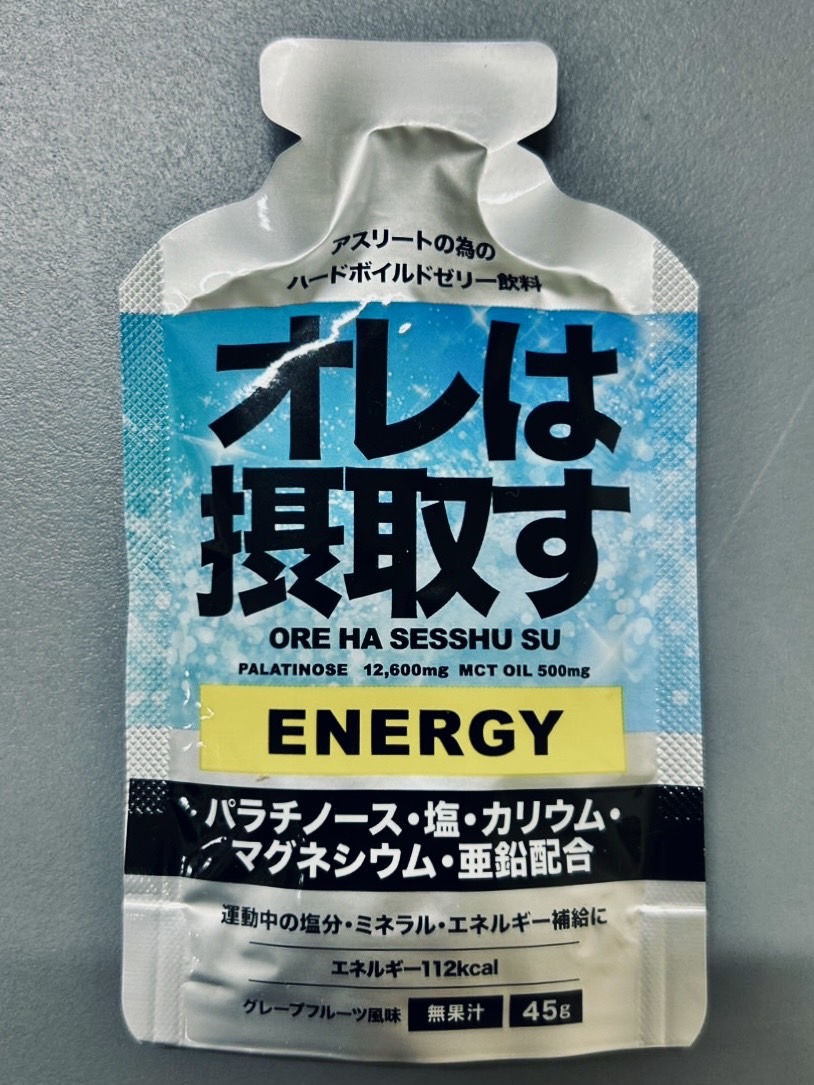 アスリートの為の
ハードボイルドゼリー飲料
オレは
摂取す
ORE HA SESSHU SU
PALATINOSE 12,600mg MCT OIL 500mg
ENERGY
パラチノース・塩・カリウム・
マグネシウム・亜鉛配合
運動中の塩分・ミネラル・エネルギー補給に
エネルギー112kcal
グレープフルーツ風味 無果汁 45g